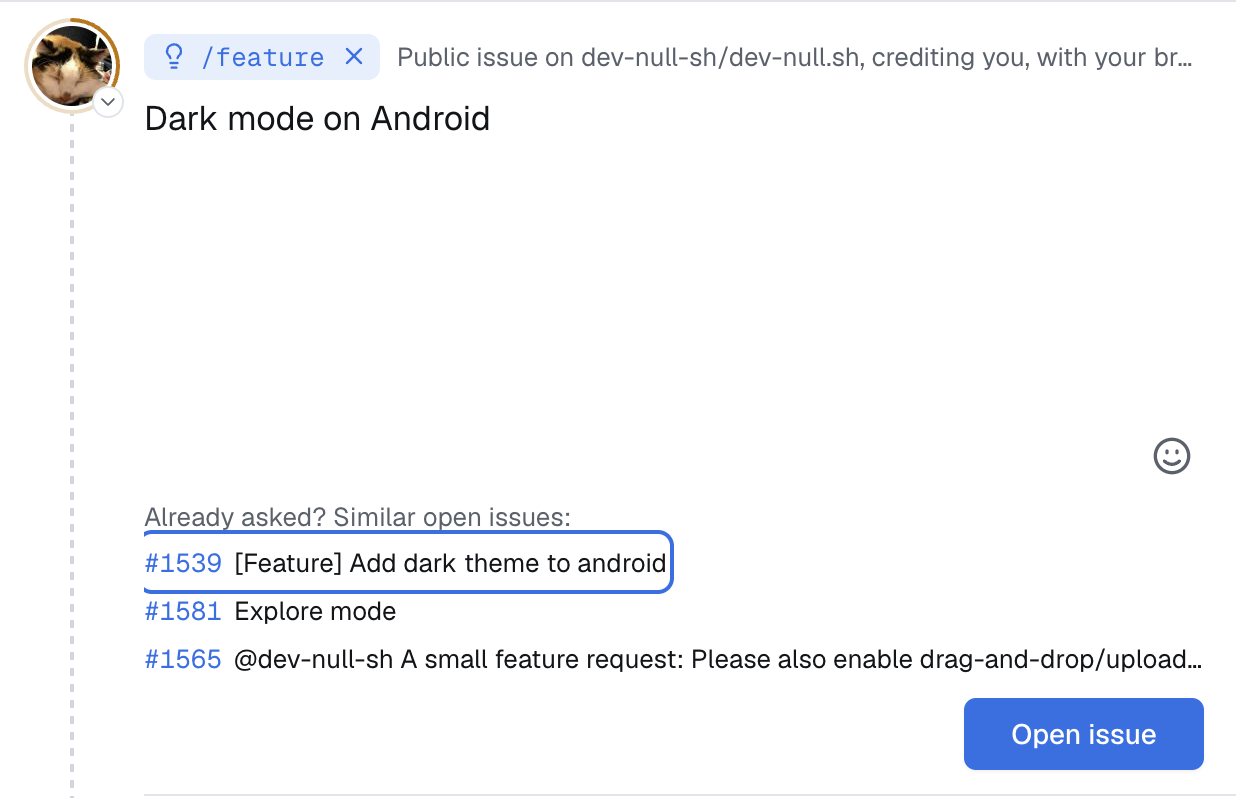 /feature
Public issue on dev-null-sh/dev-null.sh, crediting you, with your br...
Dark mode on Android
Already asked? Similar open issues:
#1539 [Feature] Add dark theme to android
#1581 Explore mode
#1565 @dev-null-sh A small feature request: Please also enable drag-and-drop/upload...
Open issue